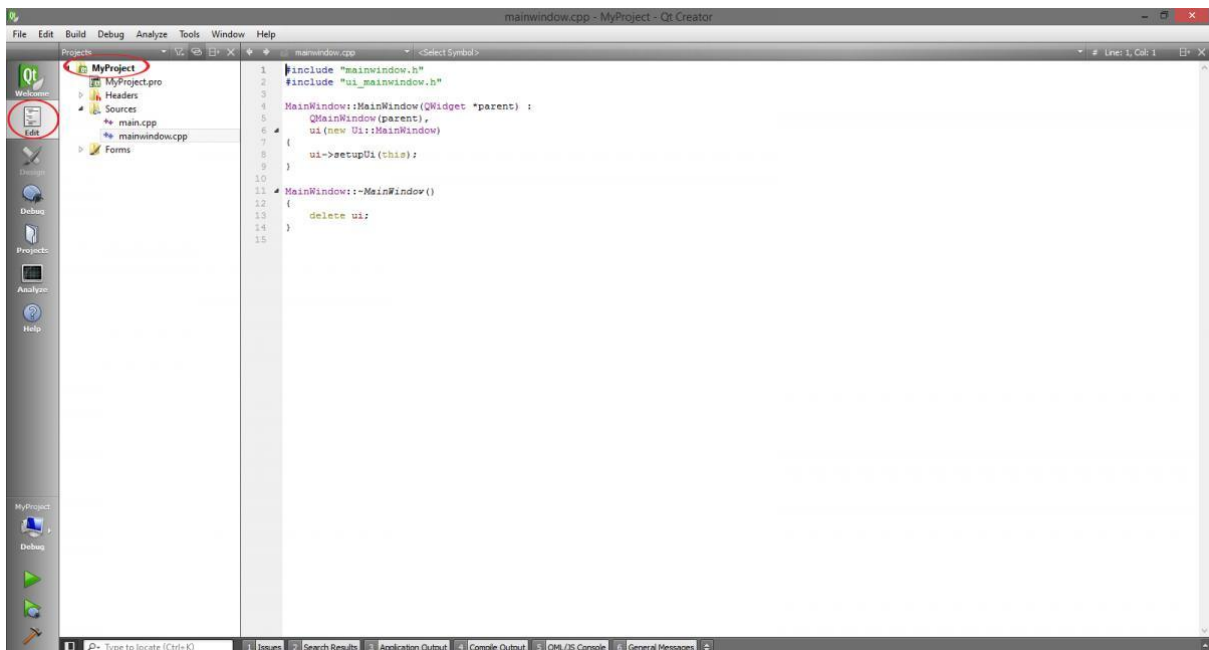 mainwindow.cpp - MyProject - Qt Creator
File Edit Build Debug Analyze Tools Window Help
Projects
mainwindow.cpp
<Select Symbol>
# Line: 1, Col: 1
Welcome
Edit
Design
Debug
Projects
Analyze
Help
MyProject
Debug
MyProject
MyProject.pro
Headers
Sources
main.cpp
mainwindow.cpp
Forms
1 #include "mainwindow.h"
2 #include "ui_mainwindow.h"
3
4 MainWindow::MainWindow(QWidget *parent) :
5 QMainWindow(parent),
6 ui(new Ui::MainWindow)
7 {
8 ui->setupUi(this);
9 }
10
11 MainWindow::~MainWindow()
12 {
13 delete ui;
14 }
15
Type to locate (Ctrl+K)
1 Issues 2 Search Results 3 Application Output 4 Compile Output 5 QML/JS Console 6 General Messages